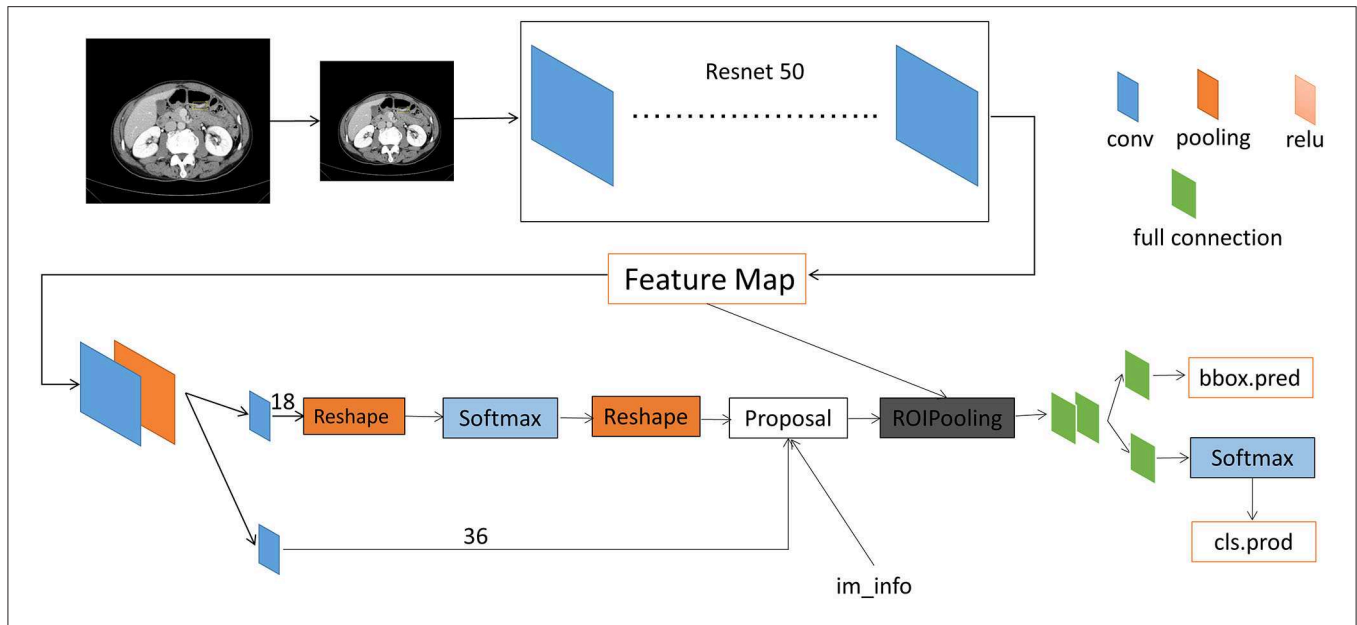 Resnet 50
conv
pooling
relu
full connection
Feature Map
18
Reshape
Softmax
Reshape
Proposal
ROIPooling
bbox.pred
Softmax
cls.prod
36
im_info